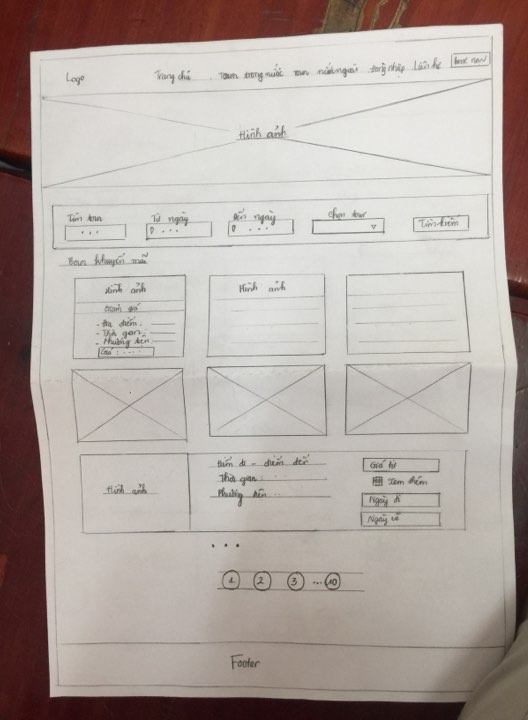 Logo Trang chủ Tour trong nước Tour nước ngoài Đăng nhập Liên hệ Book now
Hình ảnh
Tìm tour Từ ngày Đến ngày Chọn tour
... ... ... Tìm kiếm
Tour khuyến mãi
Hình ảnh Hình ảnh
Giảm giá
- Địa điểm:
- Thời gian:
- Phương tiện:
Giá: ....
Hình ảnh
Điểm đi - điểm đến Giá từ
Thời gian: Xem thêm
Phương tiện: Ngày đi
Ngày về
...
1 2 3 ... 10
Footer